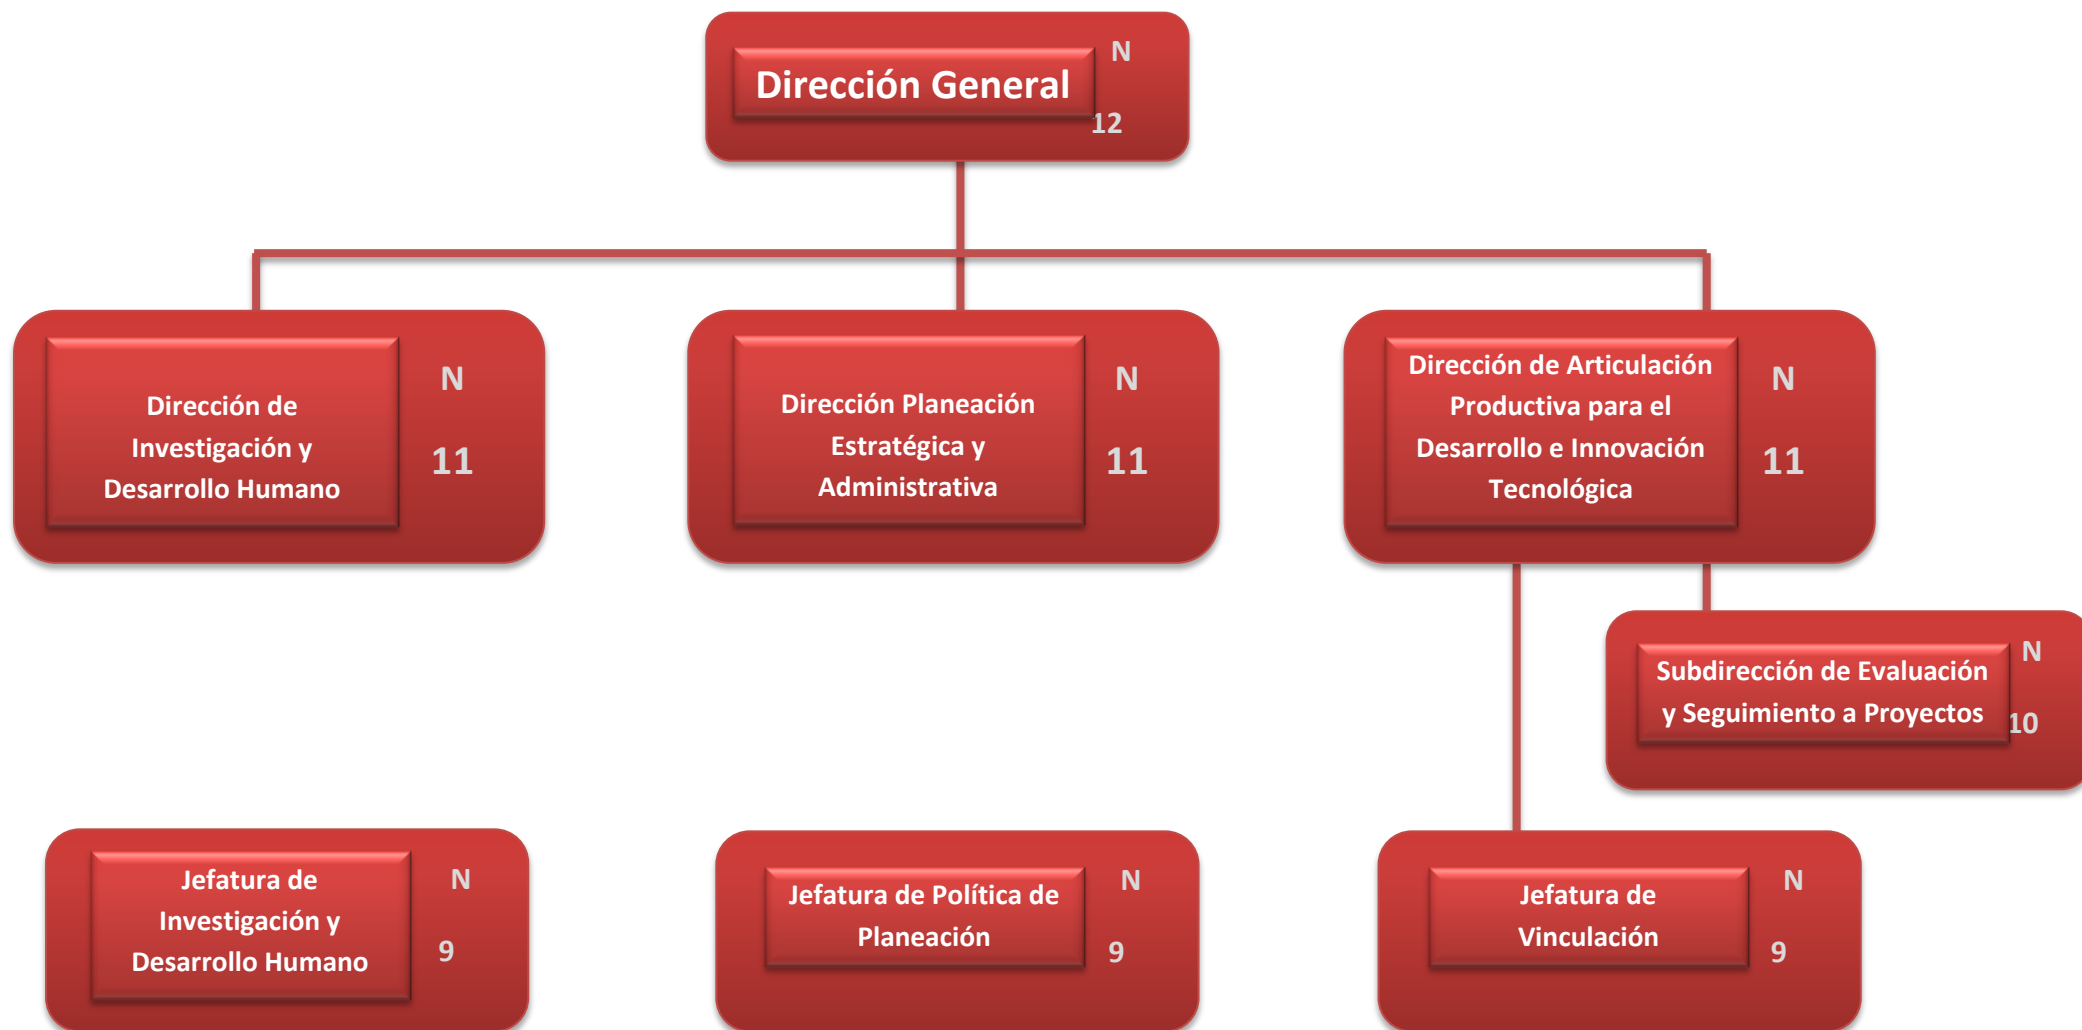 Dirección General
N
12
Dirección de
Investigación y
Desarrollo Humano
N
11
Dirección Planeación
Estratégica y
Administrativa
N
11
Dirección de Articulación
Productiva para el
Desarrollo e Innovación
Tecnológica
N
11
Subdirección de Evaluación
y Seguimiento a Proyectos
N
10
Jefatura de
Investigación y
Desarrollo Humano
N
9
Jefatura de Política de
Planeación
N
9
Jefatura de
Vinculación
N
9